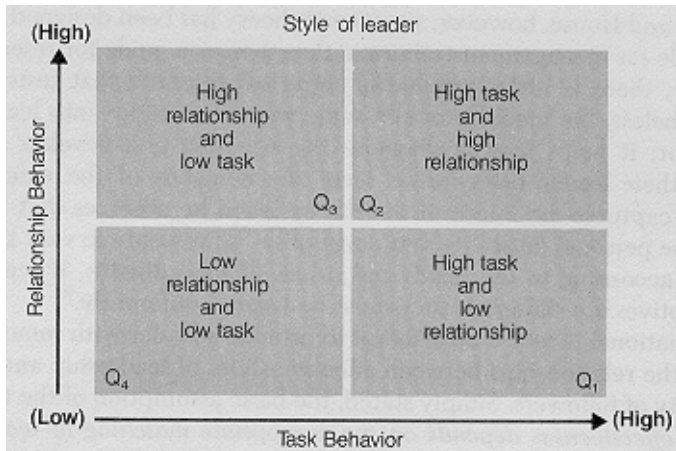 Style of leader
(High)
High
relationship
and
low task
High task
and
high
relationship
Q3
Q2
Relationship Behavior
Low
relationship
and
low task
High task
and
low
relationship
Q4
Q1
(Low)
(High)
Task Behavior